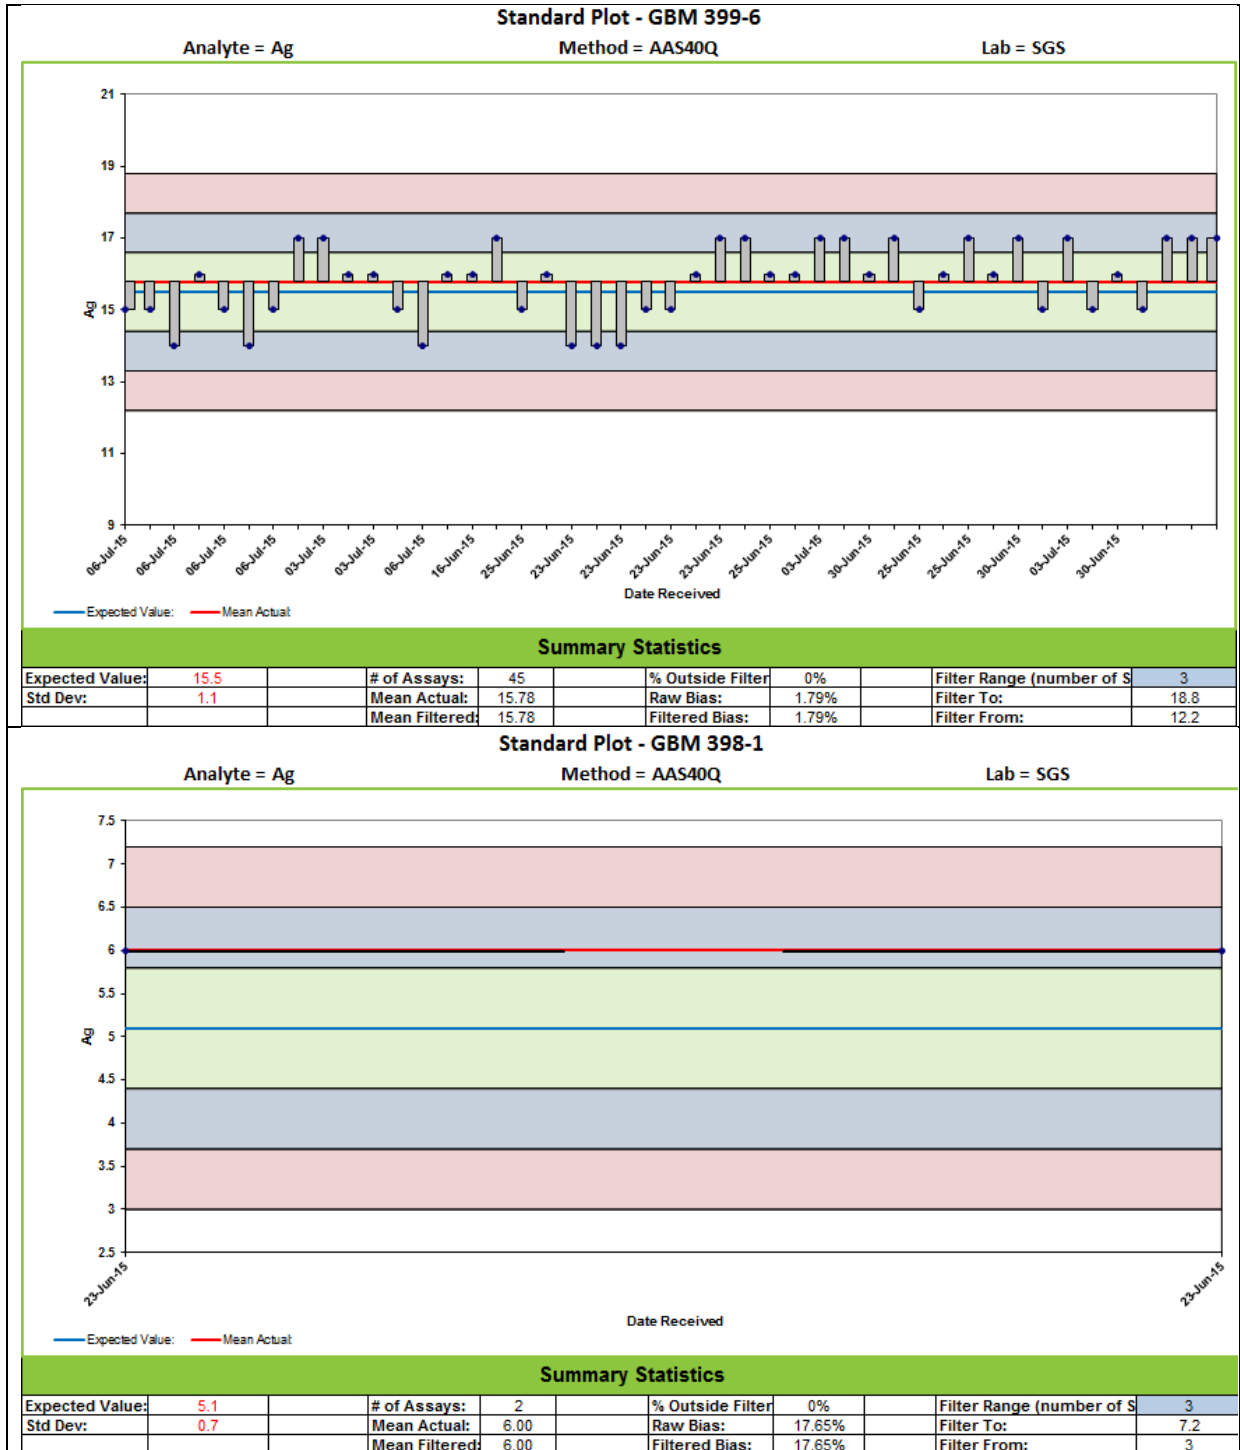 Standard Plot - GBM 399-6
Analyte = Ag Method = AAS40Q Lab = SGS
21
19
17
15
13
11
9
Ag
06-Jul-15 06-Jul-15 06-Jul-15 06-Jul-15 03-Jul-15 03-Jul-15 06-Jul-15 16-Jun-15 25-Jun-15 23-Jun-15 23-Jun-15 23-Jun-15 23-Jun-15 25-Jun-15 03-Jul-15 30-Jun-15 25-Jun-15 25-Jun-15 30-Jun-15 03-Jul-15 30-Jun-15
Date Received
Expected Value: Mean Actual:
Summary Statistics
Expected Value: 15.5 # of Assays: 45 % Outside Filter 0% Filter Range (number of S 3
Std Dev: 1.1 Mean Actual: 15.78 Raw Bias: 1.79% Filter To: 18.8
Mean Filtered: 15.78 Filtered Bias: 1.79% Filter From: 12.2
Standard Plot - GBM 398-1
Analyte = Ag Method = AAS40Q Lab = SGS
7.5
7
6.5
6
5.5
5
4.5
4
3.5
3
2.5
Ag
23-Jun-15 23-Jun-15
Date Received
Expected Value: Mean Actual:
Summary Statistics
Expected Value: 5.1 # of Assays: 2 % Outside Filter 0% Filter Range (number of S 3
Std Dev: 0.7 Mean Actual: 6.00 Raw Bias: 17.65% Filter To: 7.2
Mean Filtered: 6.00 Filtered Bias: 17.65% Filter From: 3